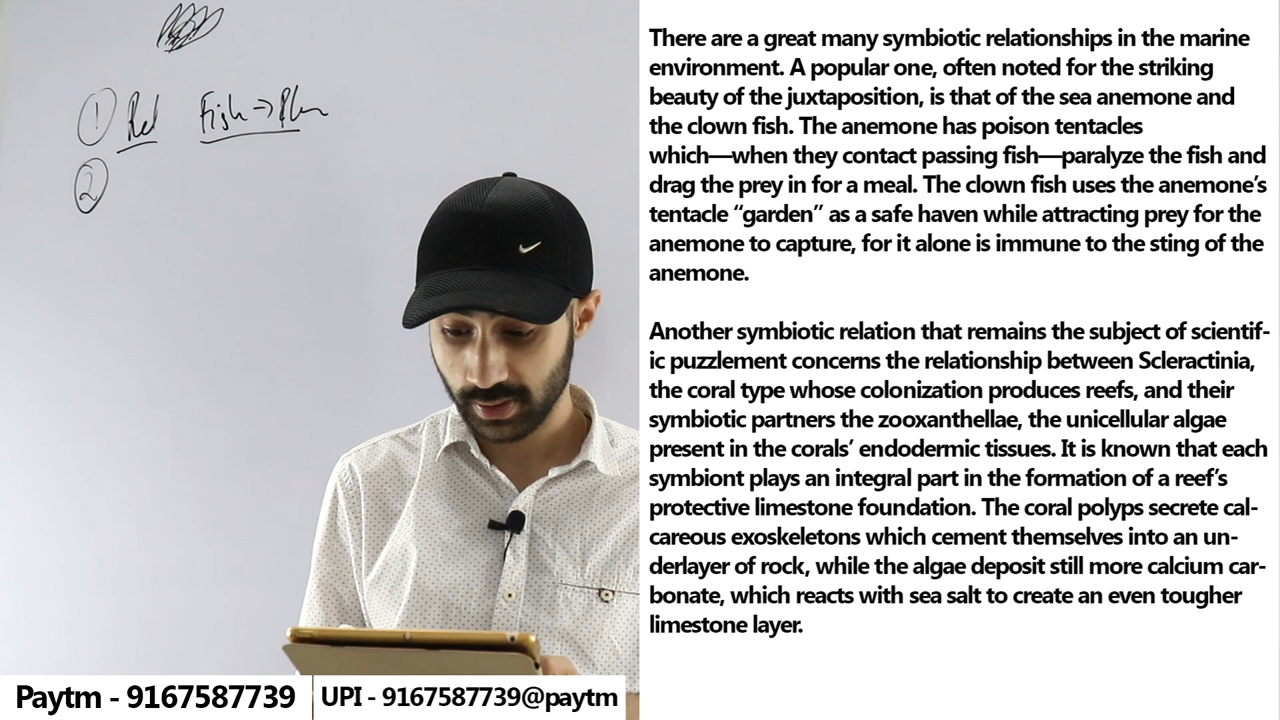 ① Rel Fish → Plan
②
There are a great many symbiotic relationships in the marine
environment. A popular one, often noted for the striking
beauty of the juxtaposition, is that of the sea anemone and
the clown fish. The anemone has poison tentacles
which—when they contact passing fish—paralyze the fish and
drag the prey in for a meal. The clown fish uses the anemone’s
tentacle “garden” as a safe haven while attracting prey for the
anemone to capture, for it alone is immune to the sting of the
anemone.
Another symbiotic relation that remains the subject of scientif-
ic puzzlement concerns the relationship between Scleractinia,
the coral type whose colonization produces reefs, and their
symbiotic partners the zooxanthellae, the unicellular algae
present in the corals’ endodermic tissues. It is known that each
symbiont plays an integral part in the formation of a reef’s
protective limestone foundation. The coral polyps secrete cal-
careous exoskeletons which cement themselves into an un-
derlayer of rock, while the algae deposit still more calcium car-
bonate, which reacts with sea salt to create an even tougher
limestone layer.
Paytm - 9167587739
UPI - 9167587739@paytm